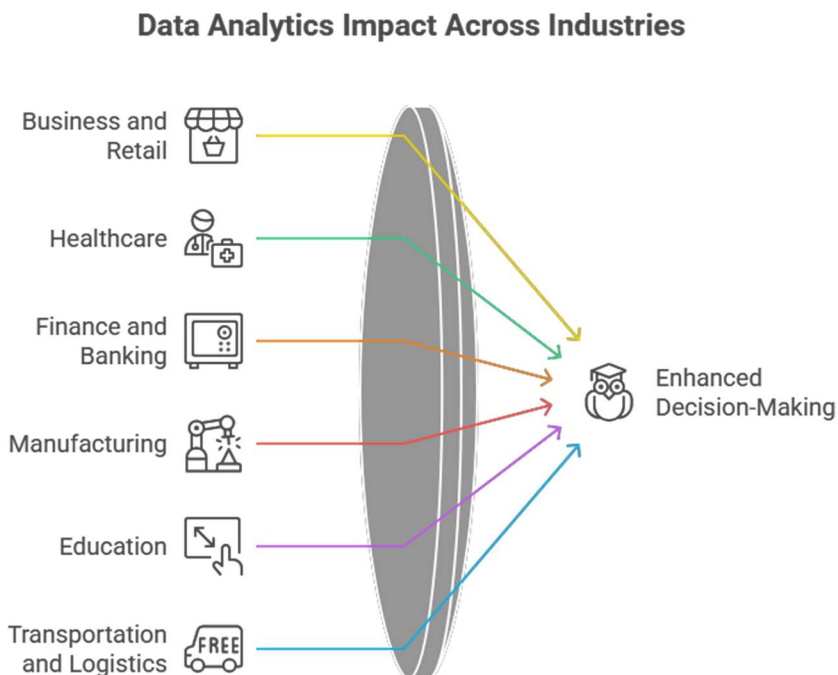 Data Analytics Impact Across Industries
Business and
Retail
Healthcare
Finance and
Banking
Manufacturing
Education
Transportation
and Logistics
FREE
Enhanced
Decision-Making